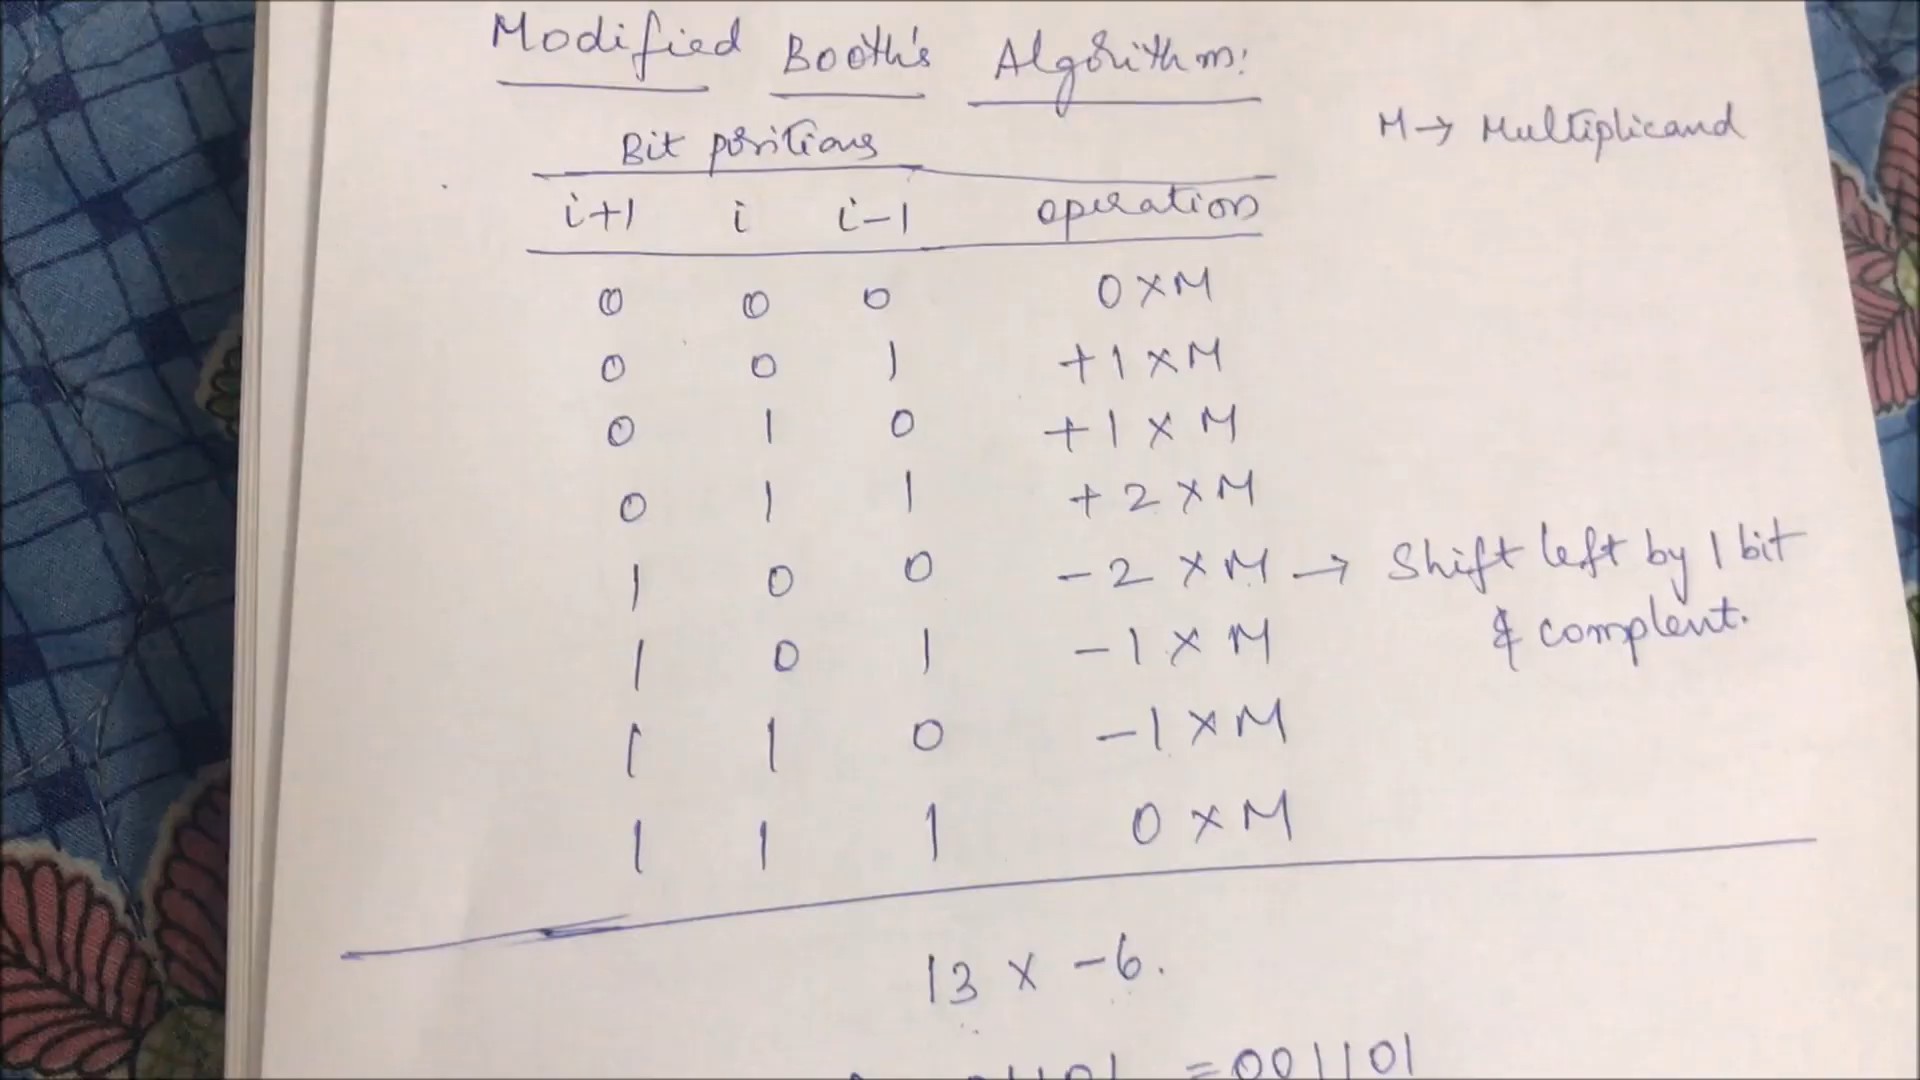 Modified Booth's Algorithm:
M → Multiplicand
Bit positions
i+1 i i-1 operation
0 0 0 0 x M
0 0 1 +1 x M
0 1 0 +1 x M
0 1 1 +2 x M
1 0 0 -2 x M → Shift left by 1 bit
& complent.
1 0 1 -1 x M
1 1 0 -1 x M
1 1 1 0 x M
13 x -6.
=001101